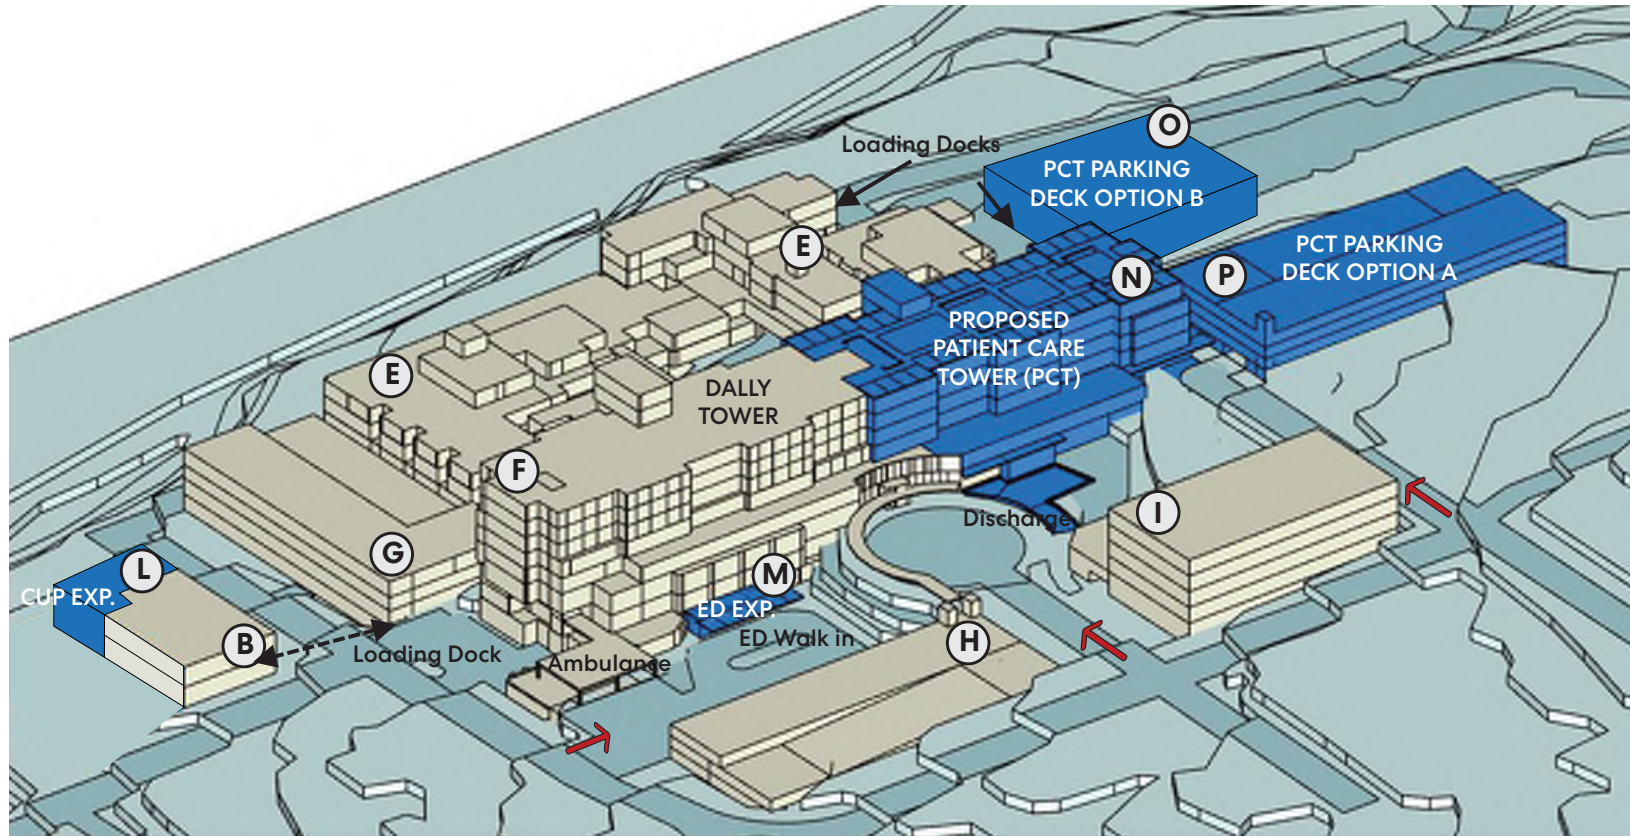 O
Loading Docks
PCT PARKING
DECK OPTION B
E
PCT PARKING
DECK OPTION A
N
P
PROPOSED
PATIENT CARE
TOWER (PCT)
E
DALLY
TOWER
F
I
Discharge
G
L
M
CUP EXP.
ED EXP.
B
ED Walk in
H
Loading Dock
Ambulance